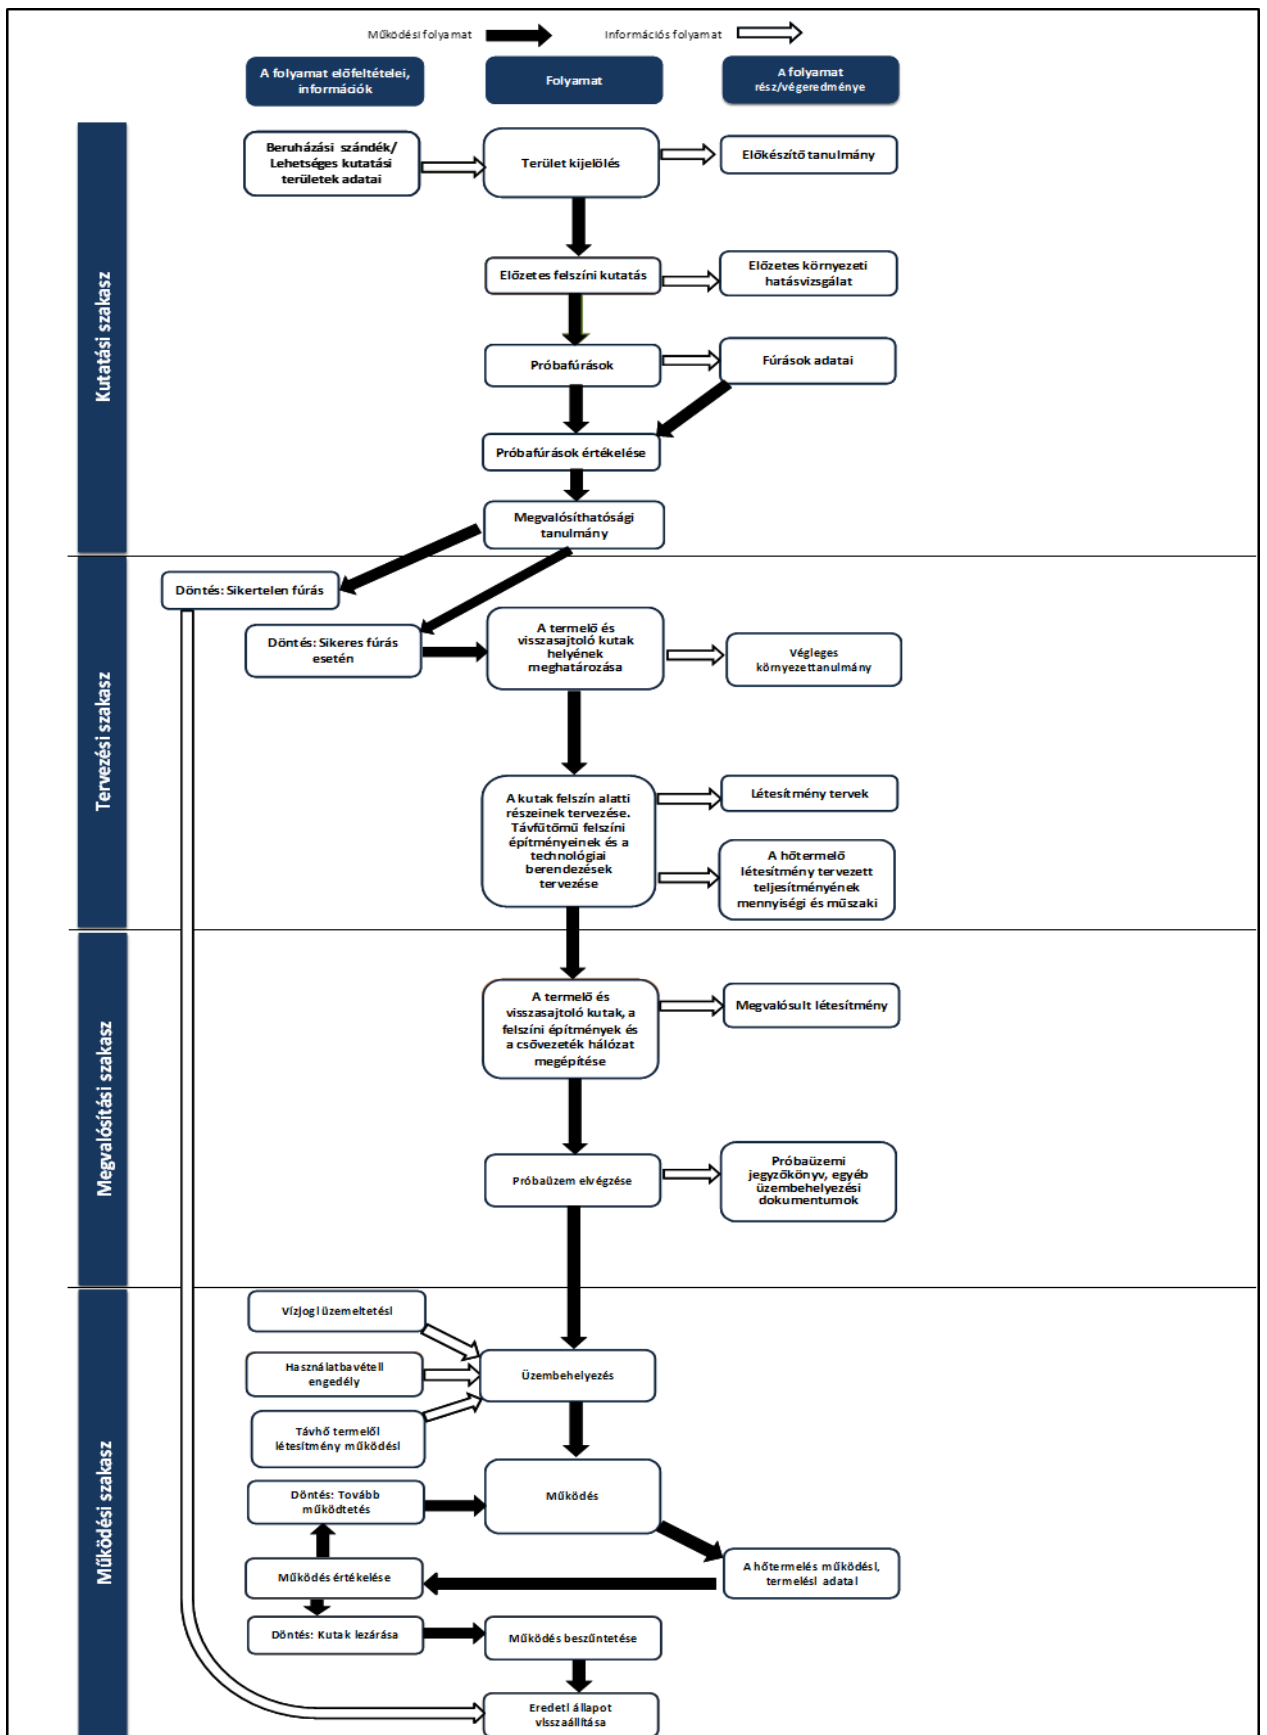 Működési folyamat
Információs folyamat
A folyamat előfeltételei,
információk
Folyamat
A folyamat
rész/végeredménye
Kutatási szakasz
Beruházási szándék/
Lehetséges kutatási
területek adatai
Terület kijelölés
Előkészítő tanulmány
Előzetes felszíni kutatás
Előzetes környezeti
hatásvizsgálat
Próbafúrások
Fúrások adatai
Próbafúrások értékelése
Megvalósíthatósági
tanulmány
Tervezési szakasz
Döntés: Sikertelen fúrás
Döntés: Sikeres fúrás
esetén
A termelő és
visszasajtoló kutak
helyének
meghatározása
Végleges
környezettanulmány
A kutak felszín alatti
részeinek tervezése.
Távfűtőmű felszíni
építményeinek és a
technológiai
berendezések
tervezése
Létesítmény tervek
A hőtermelő
létesítmény tervezett
teljesítményének
mennyiségi és műszaki
Megvalósítási szakasz
A termelő és
visszasajtoló kutak, a
felszíni építmények és
a csővezeték hálózat
megépítése
Megvalósult létesítmény
Próbaüzem elvégzése
Próbaüzemi
jegyzőkönyv, egyéb
üzembehelyezési
dokumentumok
Működési szakasz
Vízjogi üzemeltetési
Használatbavételi
engedély
Távhő termelői
létesítmény működési
Üzembehelyezés
Döntés: Tovább
működtetés
Működés
Működés értékelése
A hőtermelés működési,
termelési adatai
Döntés: Kutak lezárása
Működés beszűntetése
Eredeti állapot
visszaállítása